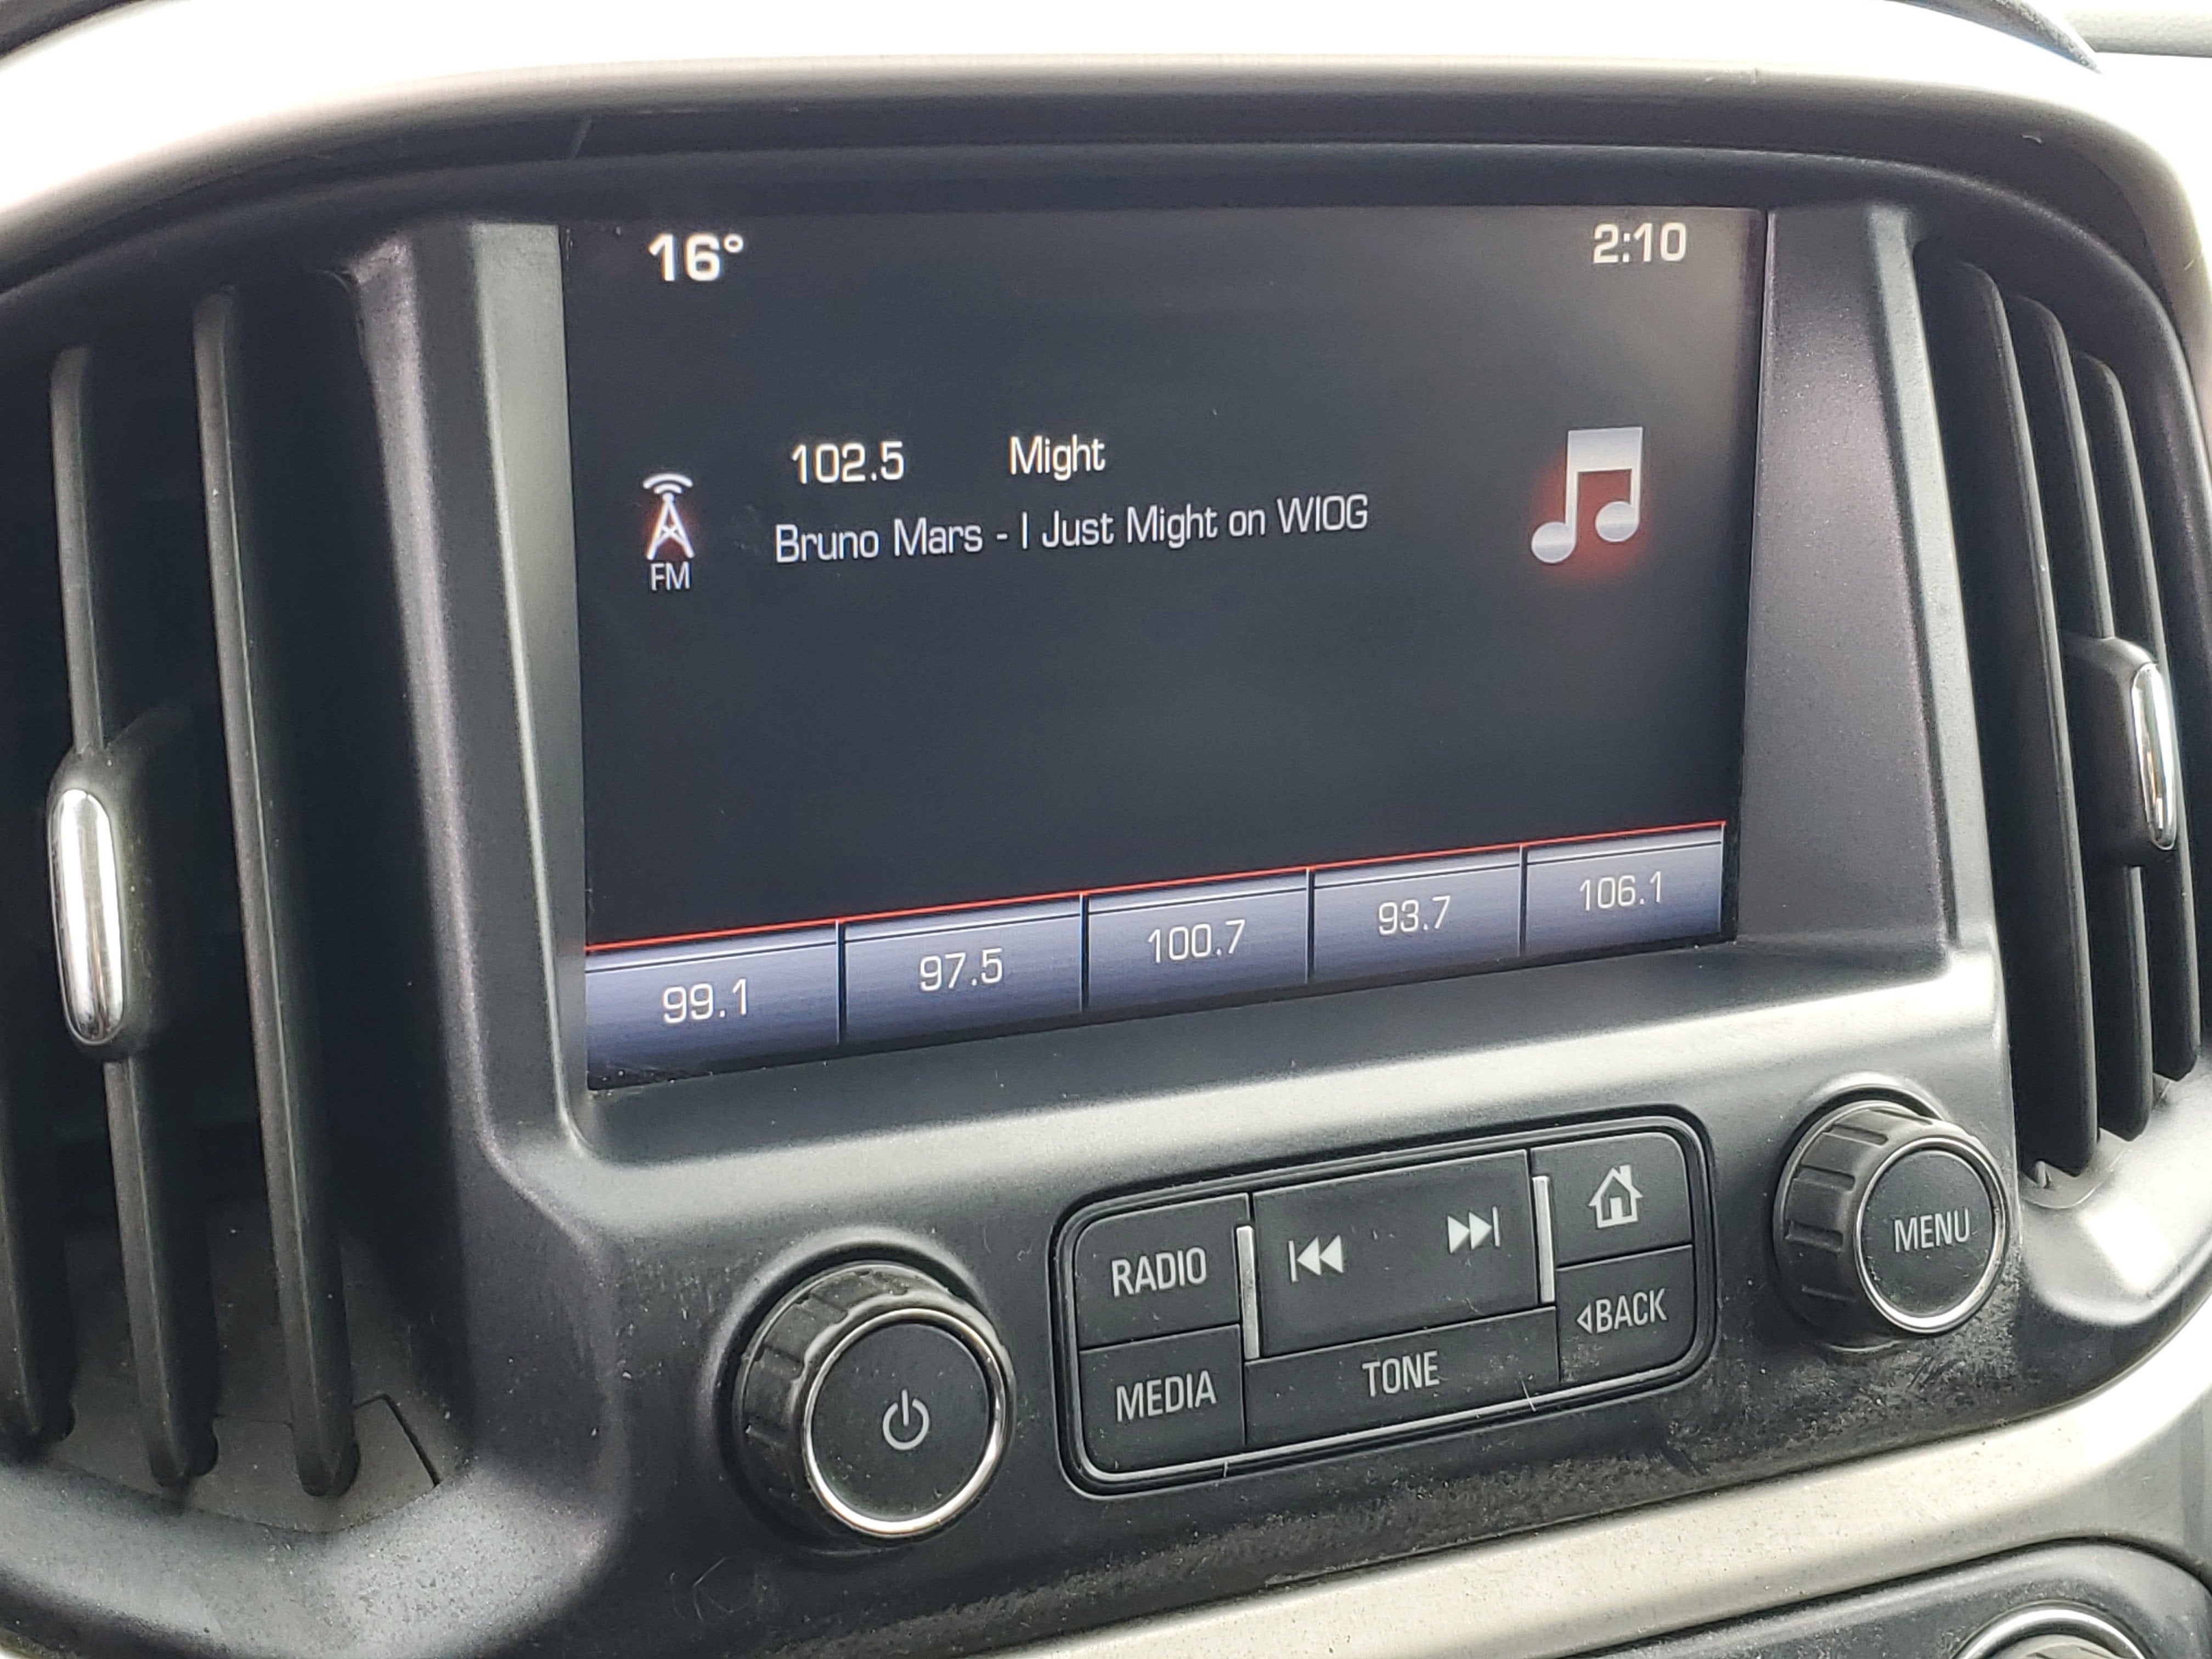 16° 2:10
102.5 Might
Bruno Mars - I Just Might on WIOG
FM
99.1 97.5 100.7 93.7 106.1
RADIO
MENU
BACK
MEDIA TONE